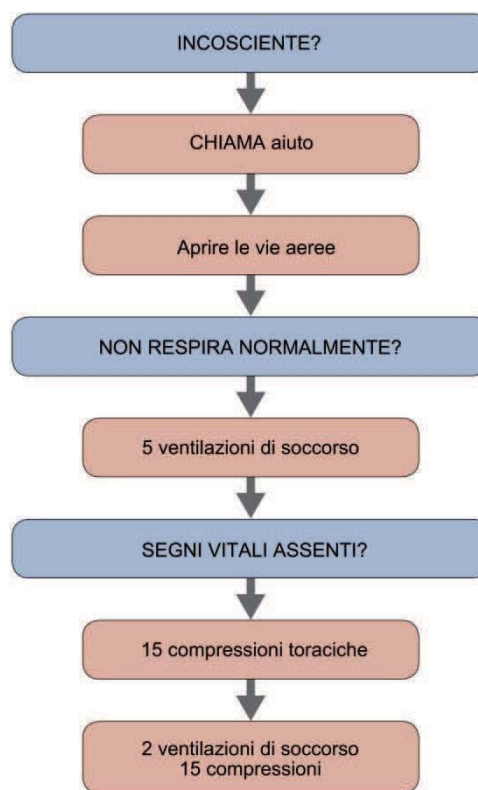 INCOSCIENTE?
CHIAMA aiuto
Aprire le vie aeree
NON RESPIRA NORMALMENTE?
5 ventilazioni di soccorso
SEGNI VITALI ASSENTI?
15 compressioni toraciche
2 ventilazioni di soccorso
15 compressioni